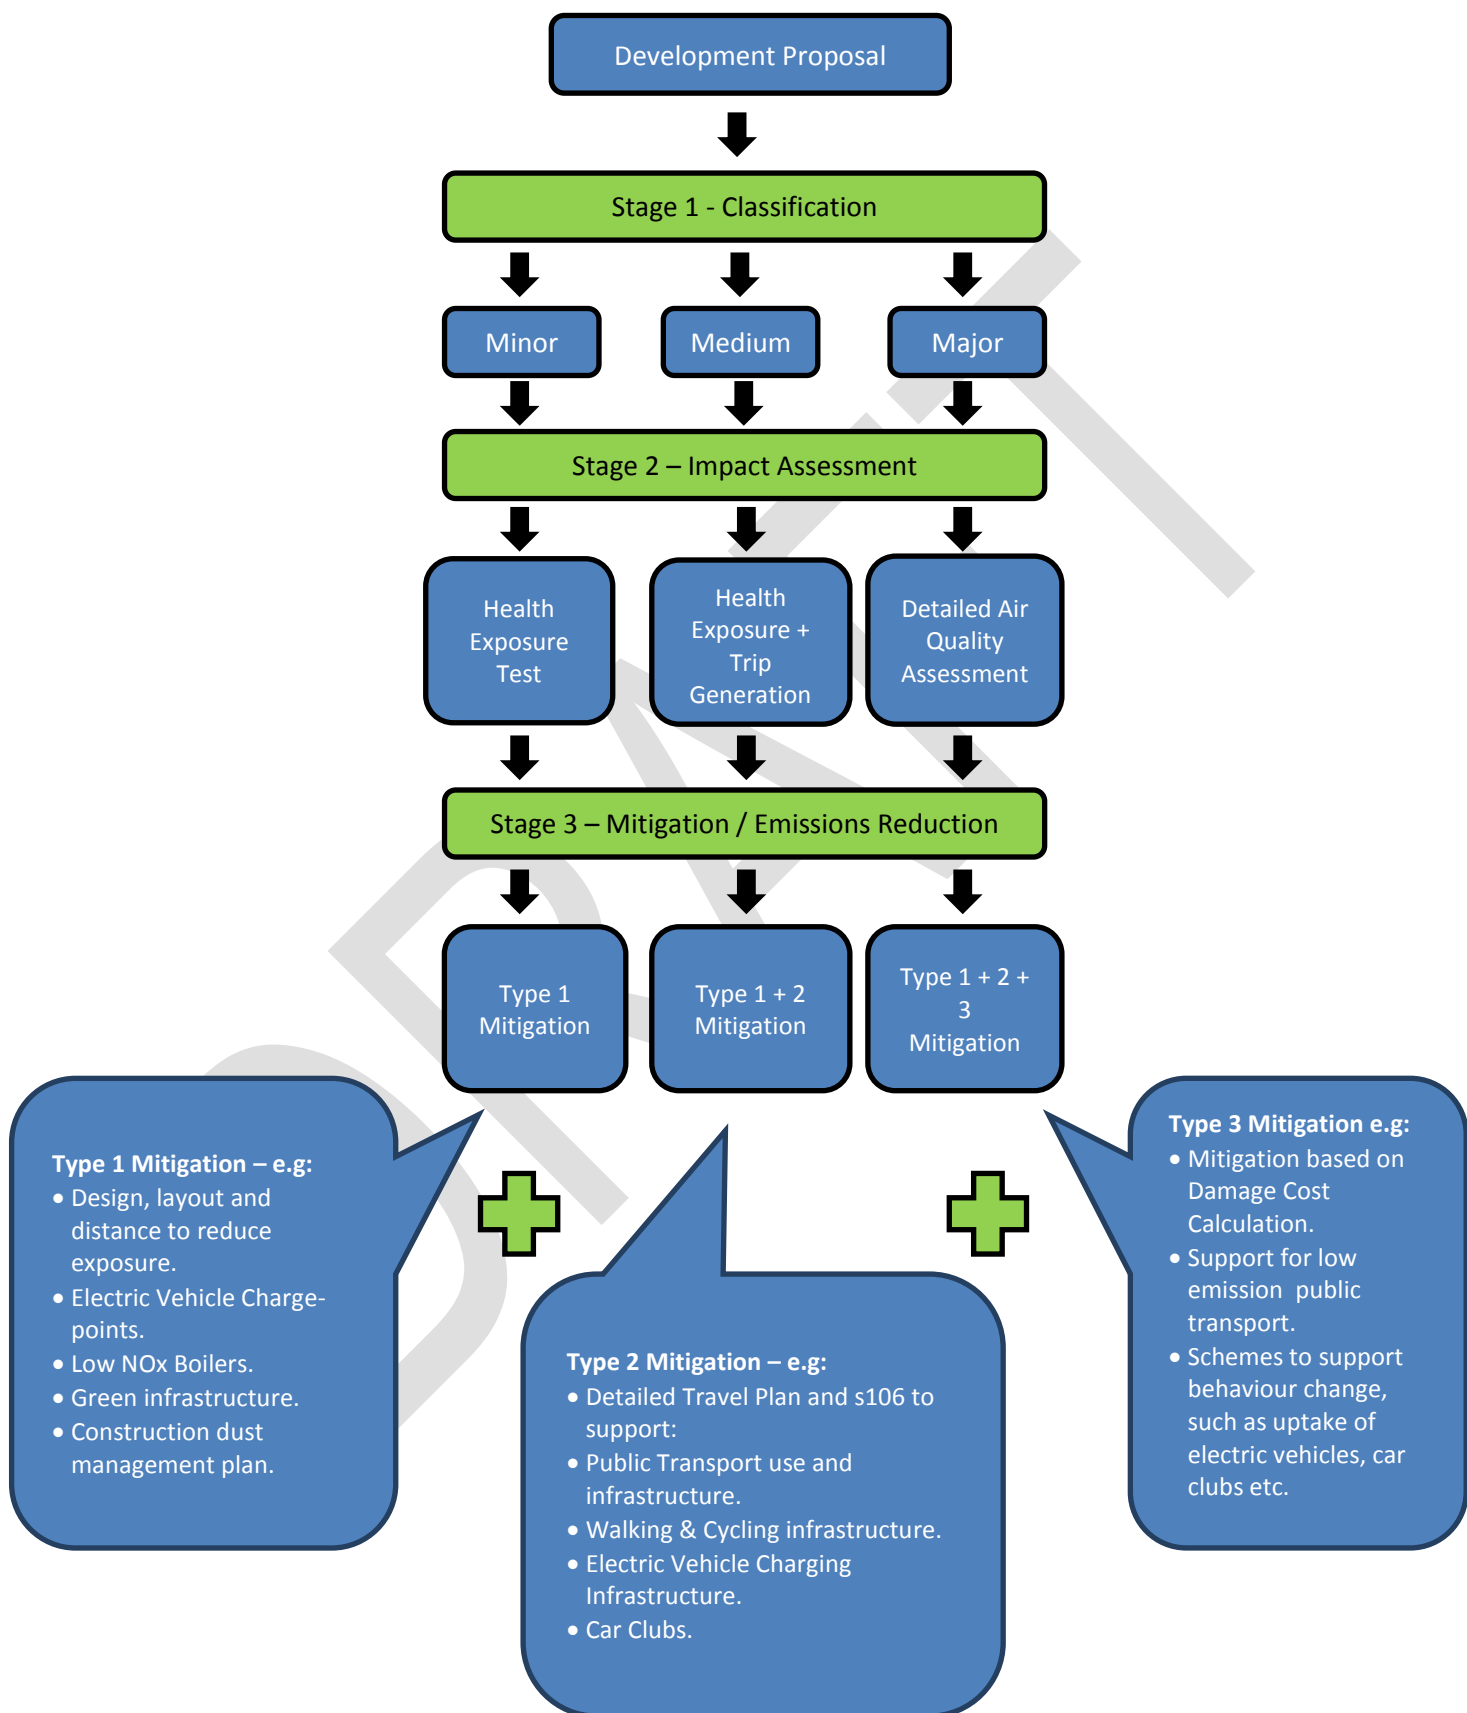 Development Proposal
Stage 1 - Classification
Minor
Medium
Major
Stage 2 – Impact Assessment
Health
Exposure
Test
Health
Exposure +
Trip
Generation
Detailed Air
Quality
Assessment
Stage 3 – Mitigation / Emissions Reduction
Type 1
Mitigation
Type 1 + 2
Mitigation
Type 1 + 2 +
3
Mitigation
Type 1 Mitigation – e.g:
• Design, layout and
distance to reduce
exposure.
• Electric Vehicle Charge-
points.
• Low NOx Boilers.
• Green infrastructure.
• Construction dust
management plan.
Type 2 Mitigation – e.g:
• Detailed Travel Plan and s106 to
support:
• Public Transport use and
infrastructure.
• Walking & Cycling infrastructure.
• Electric Vehicle Charging
Infrastructure.
• Car Clubs.
Type 3 Mitigation e.g:
• Mitigation based on
Damage Cost
Calculation.
• Support for low
emission  public
transport.
• Schemes to support
behaviour change,
such as uptake of
electric vehicles, car
clubs etc.
DRAFT